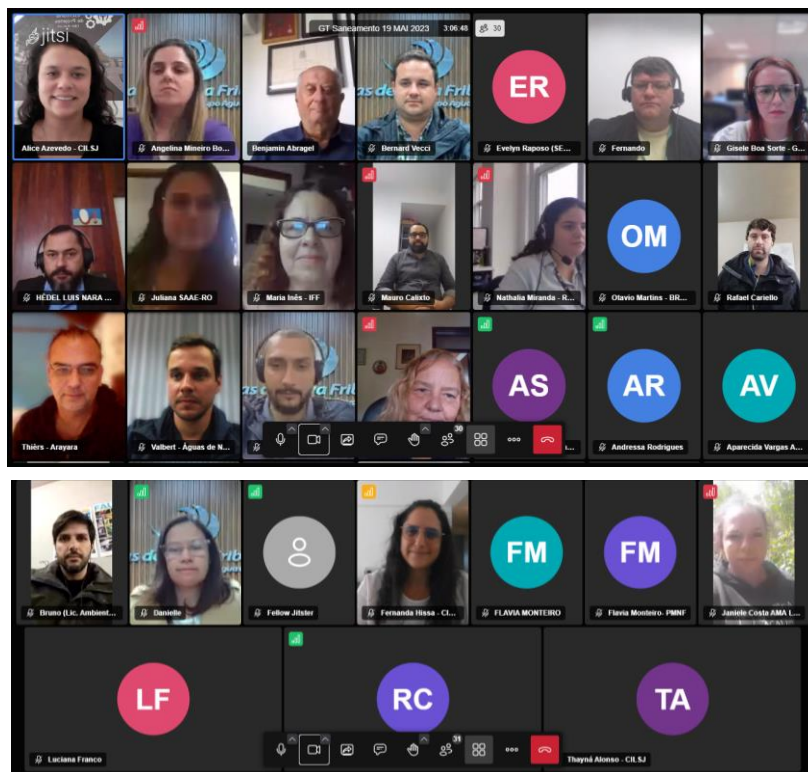 jitsi
GT Saneamento 19 MAI 2023 3:06:48 30
Alice Azevedo - CILSJ
Angelina Mineiro Bo...
Benjamin Abragel
Bernard Vecci
ER
Evelyn Raposo (SE...
Fernando
Gisele Boa Sorte - G...
HÉDEL LUIS NARA ...
Juliana SAAE-RO
Maria Inês - IFF
Mauro Calixto
Nathalia Miranda - R...
OM
Otavio Martins - BR...
Rafael Cariello
Thiérs - Arayara
Valbert - Águas de N...
AS
AR
Andressa Rodrigues
AV
Aparecida Vargas A...
30
Bruno (Lic. Ambient...
Danielle
Fellow Jitster
Fernanda Hissa - CI...
FM
FLAVIA MONTEIRO
FM
Flavia Monteiro- PMNF
Janiele Costa AMA L...
LF
Luciana Franco
RC
31
TA
Thayná Alonso - CILSJ